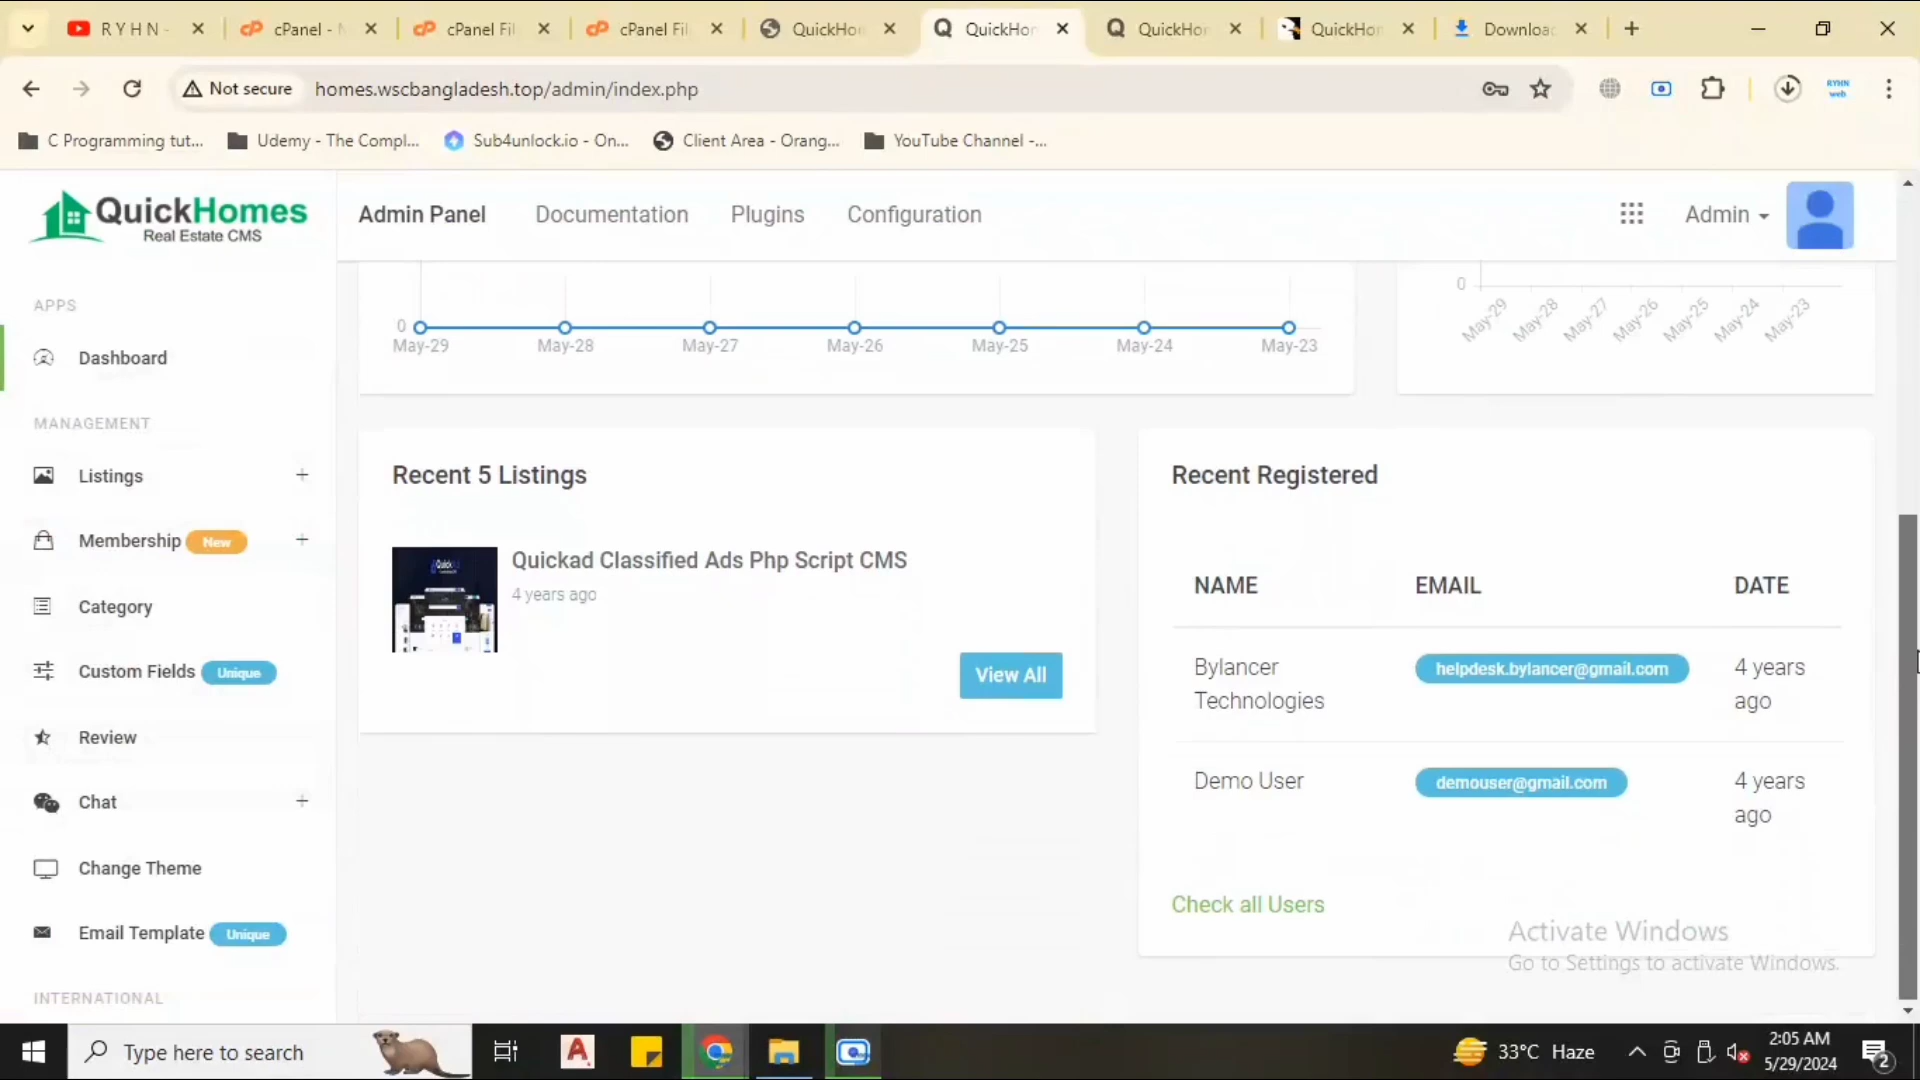 R Y H N -
cPanel - M
cPanel Fil
cPanel Fil
QuickHo
QuickHor
QuickHor
QuickHor
Downloa
Not secure
homes.wscbangladesh.top/admin/index.php
RYHN
web
C Programming tut...
Udemy - The Compl...
Sub4unlock.io - On...
Client Area - Orang...
YouTube Channel -...
QuickHomes
Real Estate CMS
Admin Panel
Documentation
Plugins
Configuration
Admin
APPS
Dashboard
MANAGEMENT
Listings +
Membership New +
Category
Custom Fields Unique
Review
Chat +
Change Theme
Email Template Unique
INTERNATIONAL
0
May-29 May-28 May-27 May-26 May-25 May-24 May-23
0
May-29 May-28 May-27 May-26 May-25 May-24 May-23
Recent 5 Listings
Quick
Quickad Classified Ads Php Script CMS
4 years ago
View All
Recent Registered
NAME EMAIL DATE
Bylancer Technologies helpdesk.bylancer@gmail.com 4 years ago
Demo User demouser@gmail.com 4 years ago
Check all Users
Activate Windows
Go to Settings to activate Windows.
Type here to search
A
33°C Haze
2:05 AM
5/29/2024
2